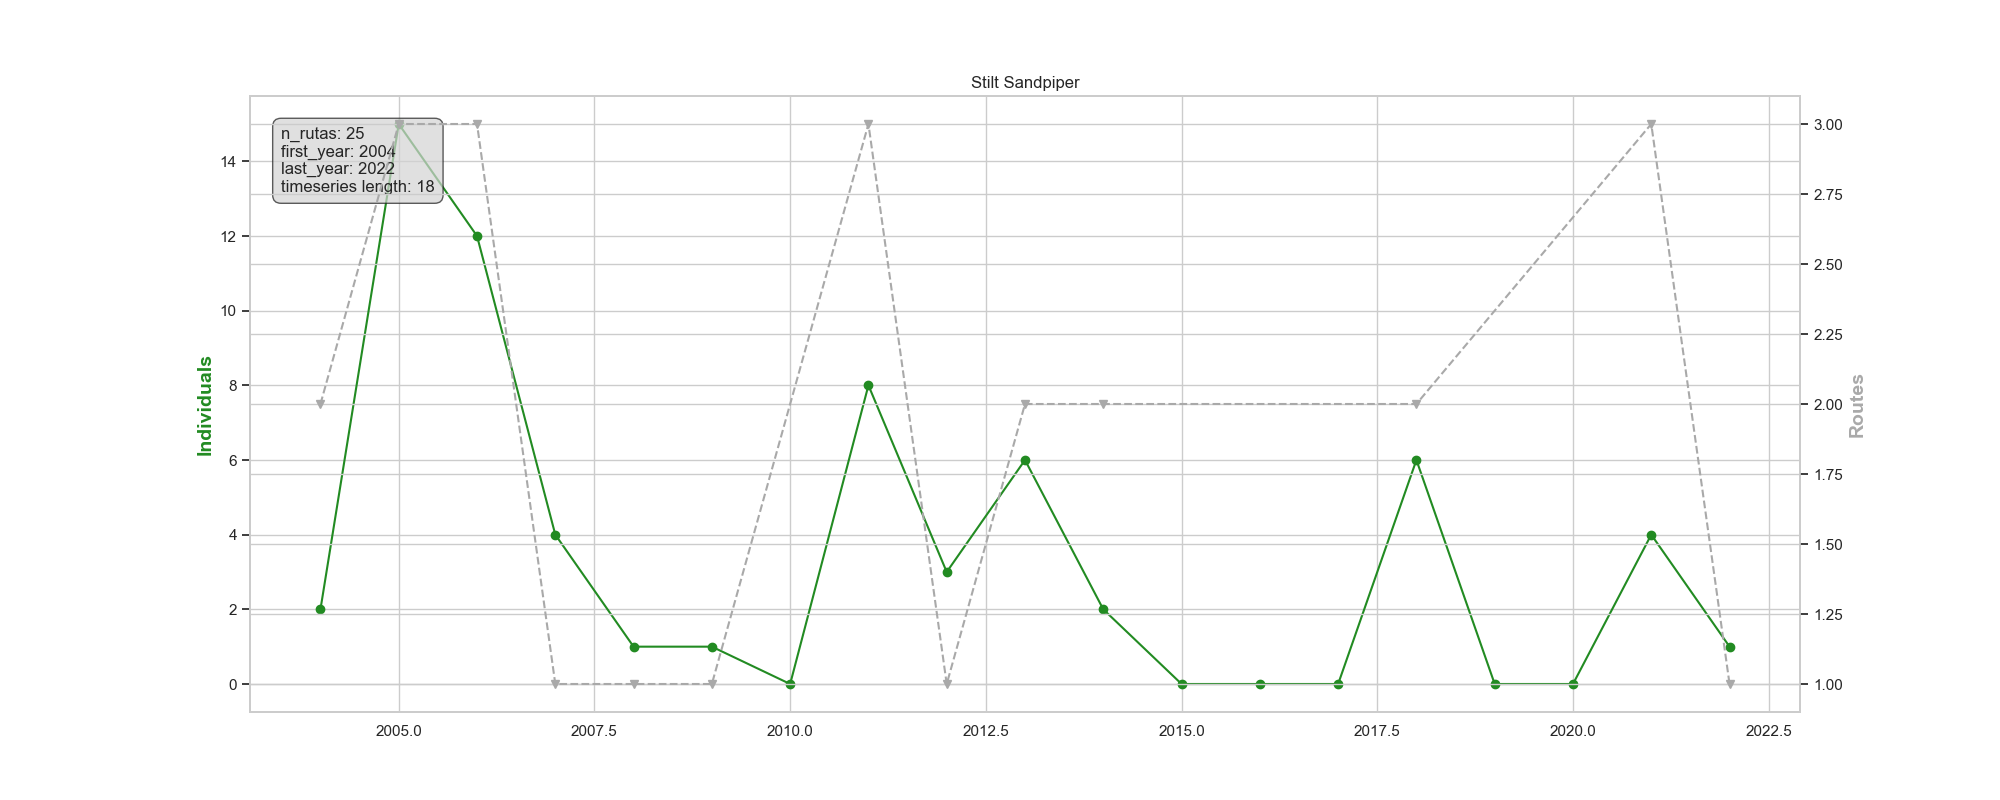 Stilt Sandpiper
n_rutas: 25
first_year: 2004
last_year: 2022
timeseries length: 18
Individuals
14
12
10
8
6
4
2
0
3.00
2.75
2.50
2.25
2.00
1.75
1.50
1.25
1.00
Routes
2005.0 2007.5 2010.0 2012.5 2015.0 2017.5 2020.0 2022.5